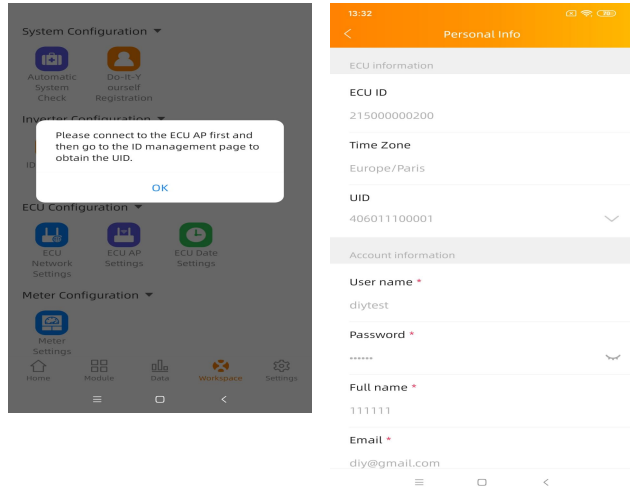 System Configuration
Automatic
System
Check
Do-It-Y
ourself
Registration
Inverter Configuration
ID
Please connect to the ECU AP first and
then go to the ID management page to
obtain the UID.
OK
ECU Configuration
ECU
Network
Settings
ECU AP
Settings
ECU Date
Settings
Meter Configuration
Meter
Settings
Home
Module
Data
Workspace
Settings
13:32
Personal Info
ECU information
ECU ID
215000000200
Time Zone
Europe/Paris
UID
406011100001
Account information
User name *
diytest
Password *
••••••
Full name *
111111
Email *
diy@gmail.com